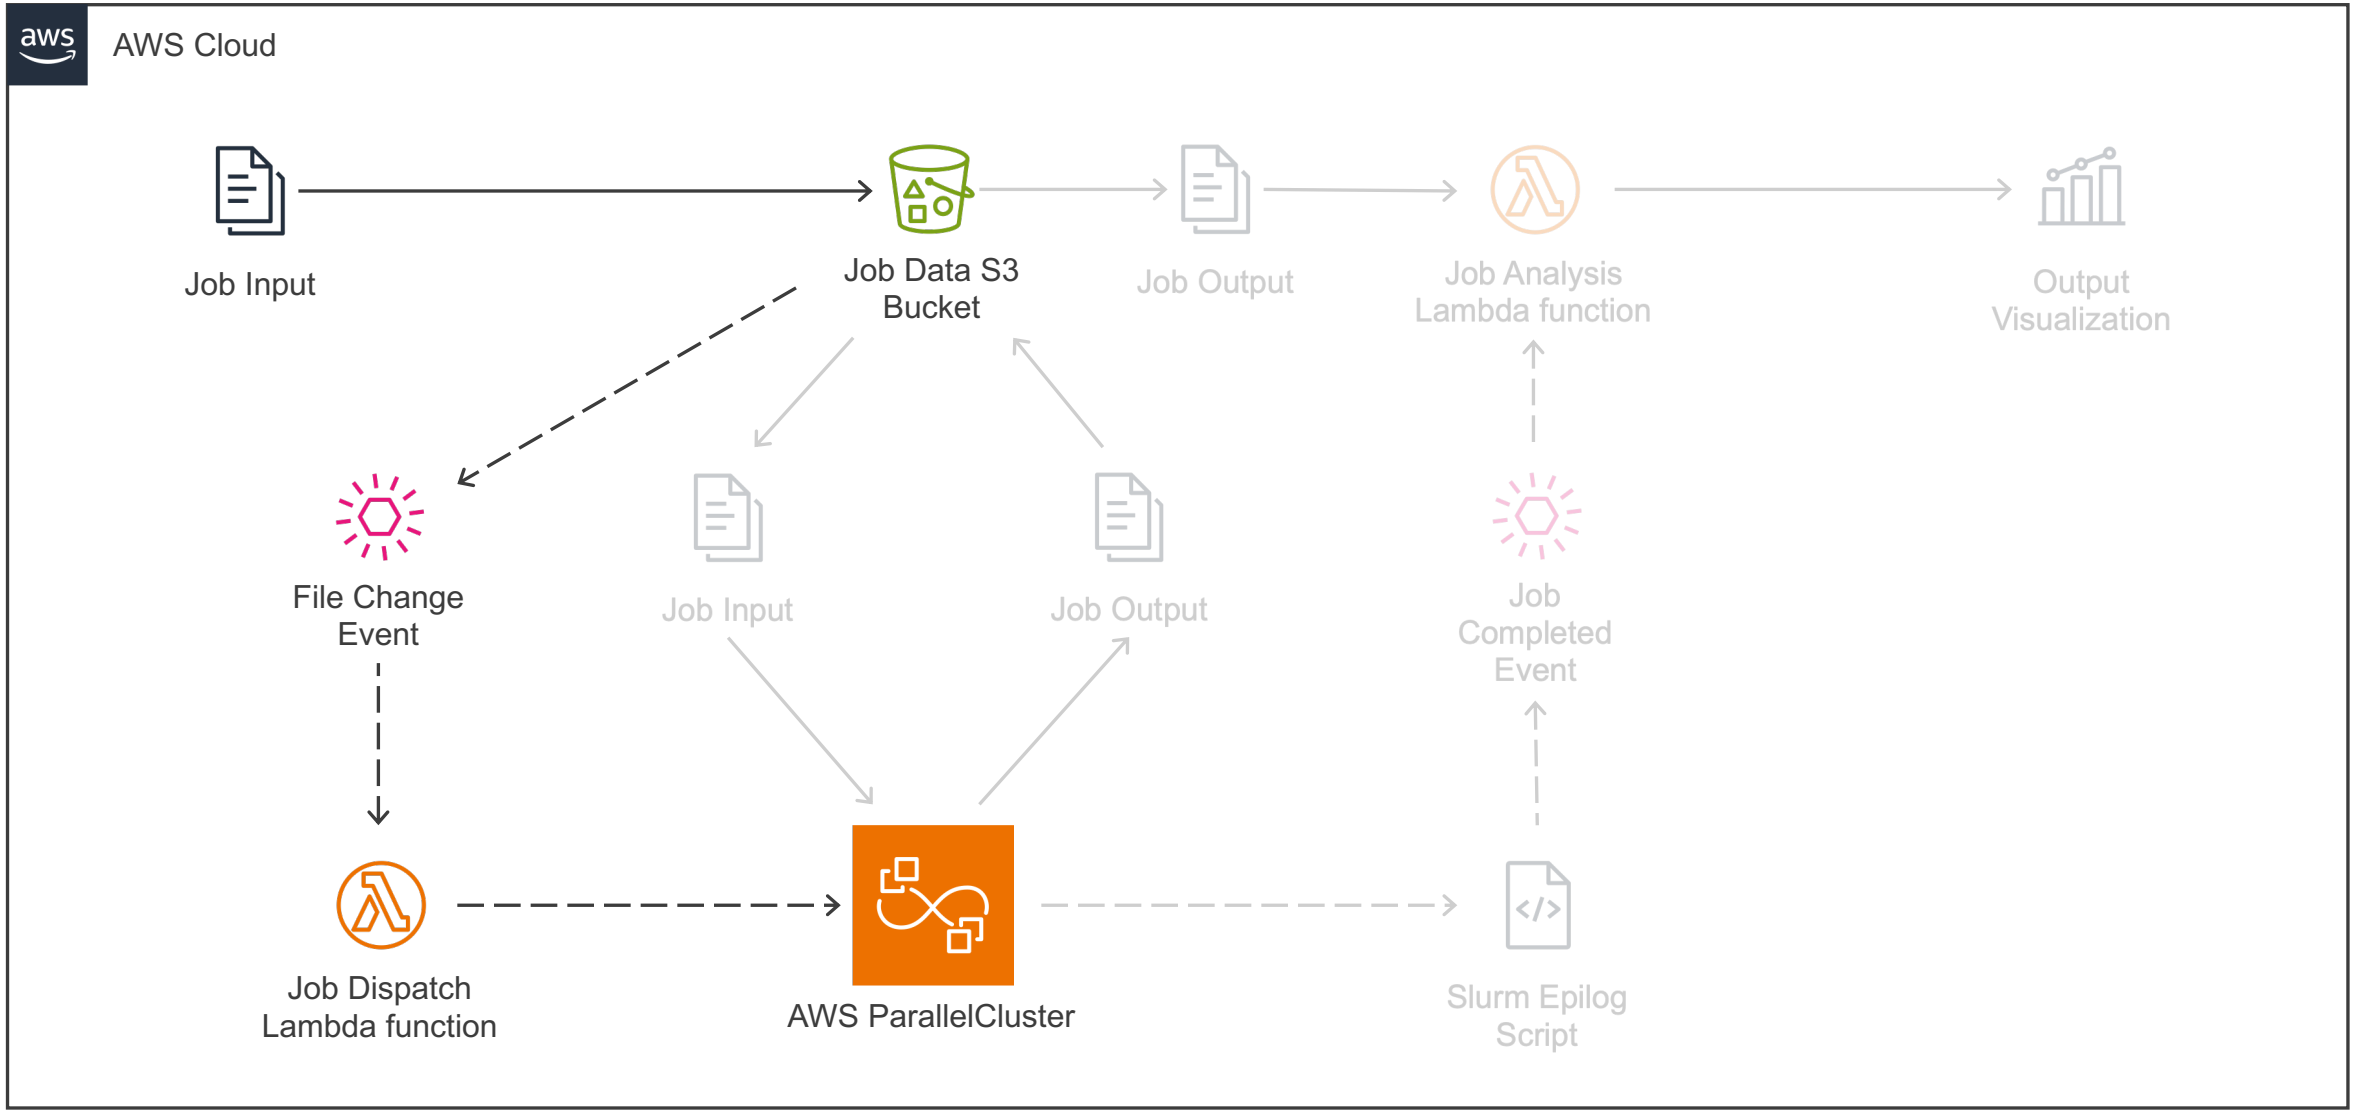 aws
AWS Cloud
Job Input
Job Data S3
Bucket
Job Output
Job Analysis
Lambda function
Output
Visualization
File Change
Event
Job Input
Job Output
Job
Completed
Event
Job Dispatch
Lambda function
AWS ParallelCluster
</>
Slurm Epilog
Script